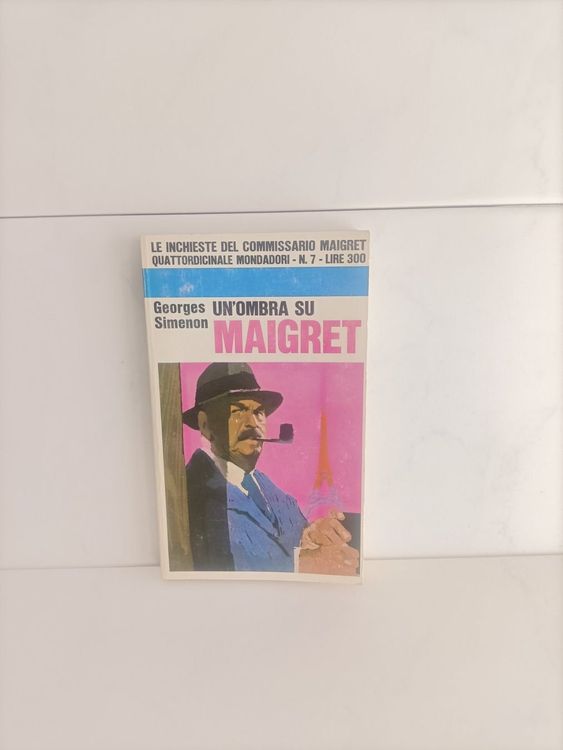 LE INCHIESTE DEL COMMISSARIO MAIGRET
QUATTORDICINALE MONDADORI - N. 7 - LIRE 300
Georges
Simenon
UN'OMBRA SU
MAIGRET